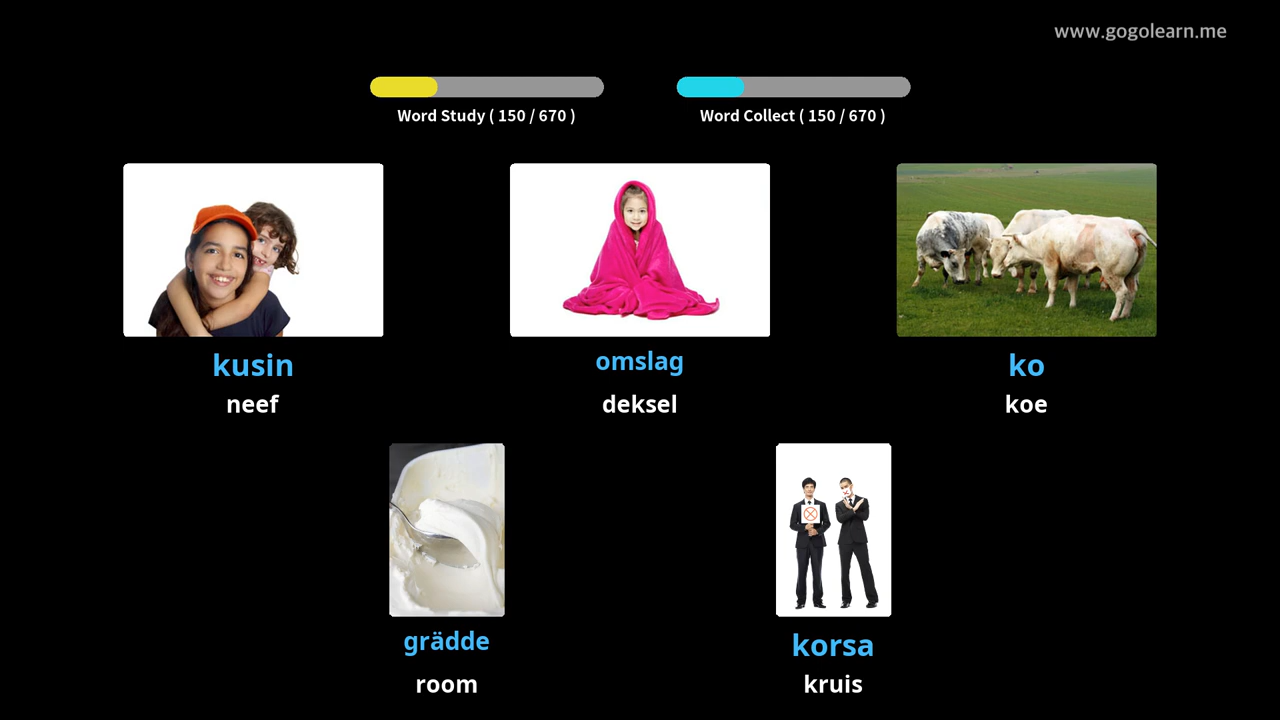 www.gogolearn.me
Word Study ( 150 / 670 )
Word Collect ( 150 / 670 )
kusin
neef
omslag
deksel
ko
koe
grädde
room
korsa
kruis